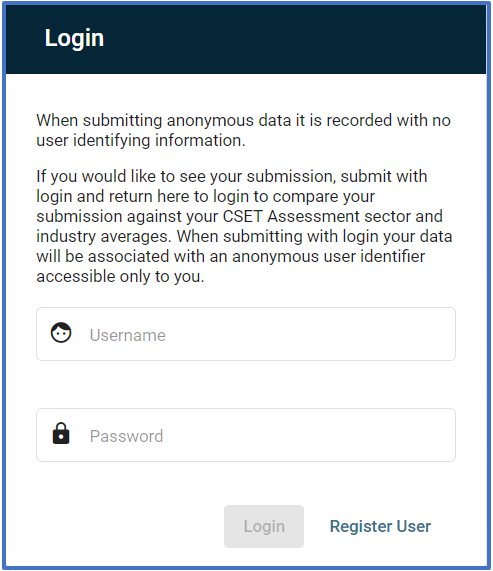 Login
When submitting anonymous data it is recorded with no
user identifying information.
If you would like to see your submission, submit with
login and return here to login to compare your
submission against your CSET Assessment sector and
industry averages. When submitting with login your data
will be associated with an anonymous user identifier
accessible only to you.
Username
Password
Login Register User